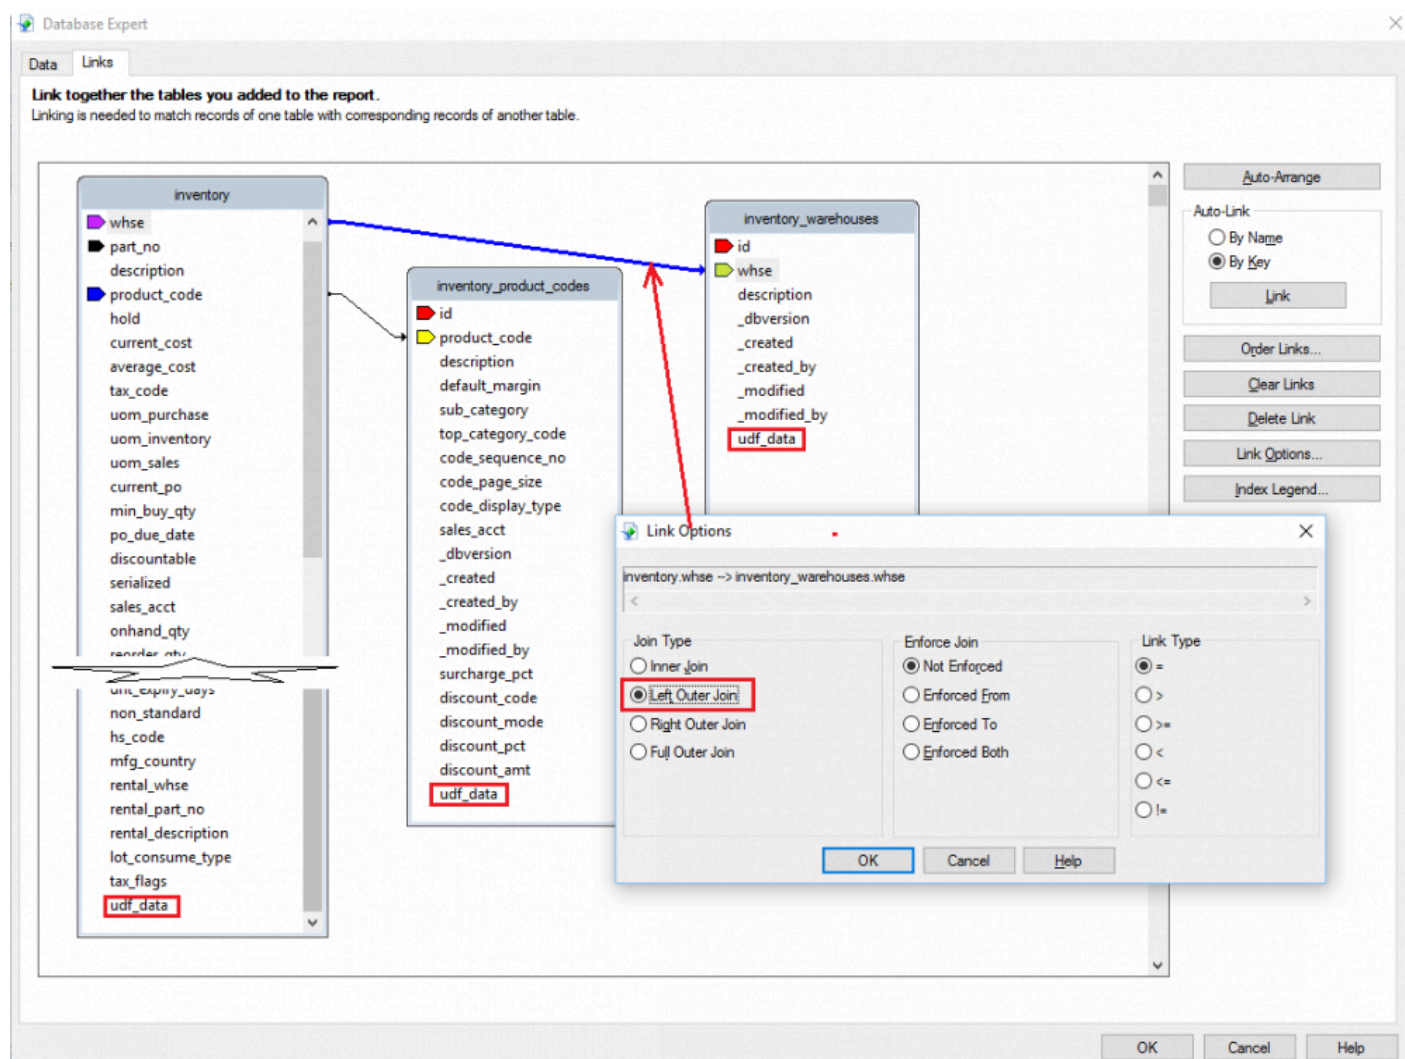 Database Expert
Data
Links
Link together the tables you added to the report.
Linking is needed to match records of one table with corresponding records of another table.
inventory
whse
part_no
description
product_code
hold
current_cost
average_cost
tax_code
uom_purchase
uom_inventory
uom_sales
current_po
min_buy_qty
po_due_date
discountable
serialized
sales_acct
onhand_qty
reorder_qty
non_standard
hs_code
mfg_country
rental_whse
rental_part_no
rental_description
lot_consume_type
tax_flags
udf_data
inventory_product_codes
id
product_code
description
default_margin
sub_category
top_category_code
code_sequence_no
code_page_size
code_display_type
sales_acct
_dbversion
_created
_created_by
_modified
_modified_by
surcharge_pct
discount_code
discount_mode
discount_pct
discount_amt
udf_data
inventory_warehouses
id
whse
description
_dbversion
_created
_created_by
_modified
_modified_by
udf_data
Auto-Arrange
Auto-Link
By Name
By Key
Link
Order Links...
Clear Links
Delete Link
Link Options...
Index Legend...
Link Options
inventory.whse --> inventory_warehouses.whse
Join Type
Inner Join
Left Outer Join
Right Outer Join
Full Outer Join
Enforce Join
Not Enforced
Enforced From
Enforced To
Enforced Both
Link Type
=
>
>=
<
<=
!=
OK
Cancel
Help
OK
Cancel
Help